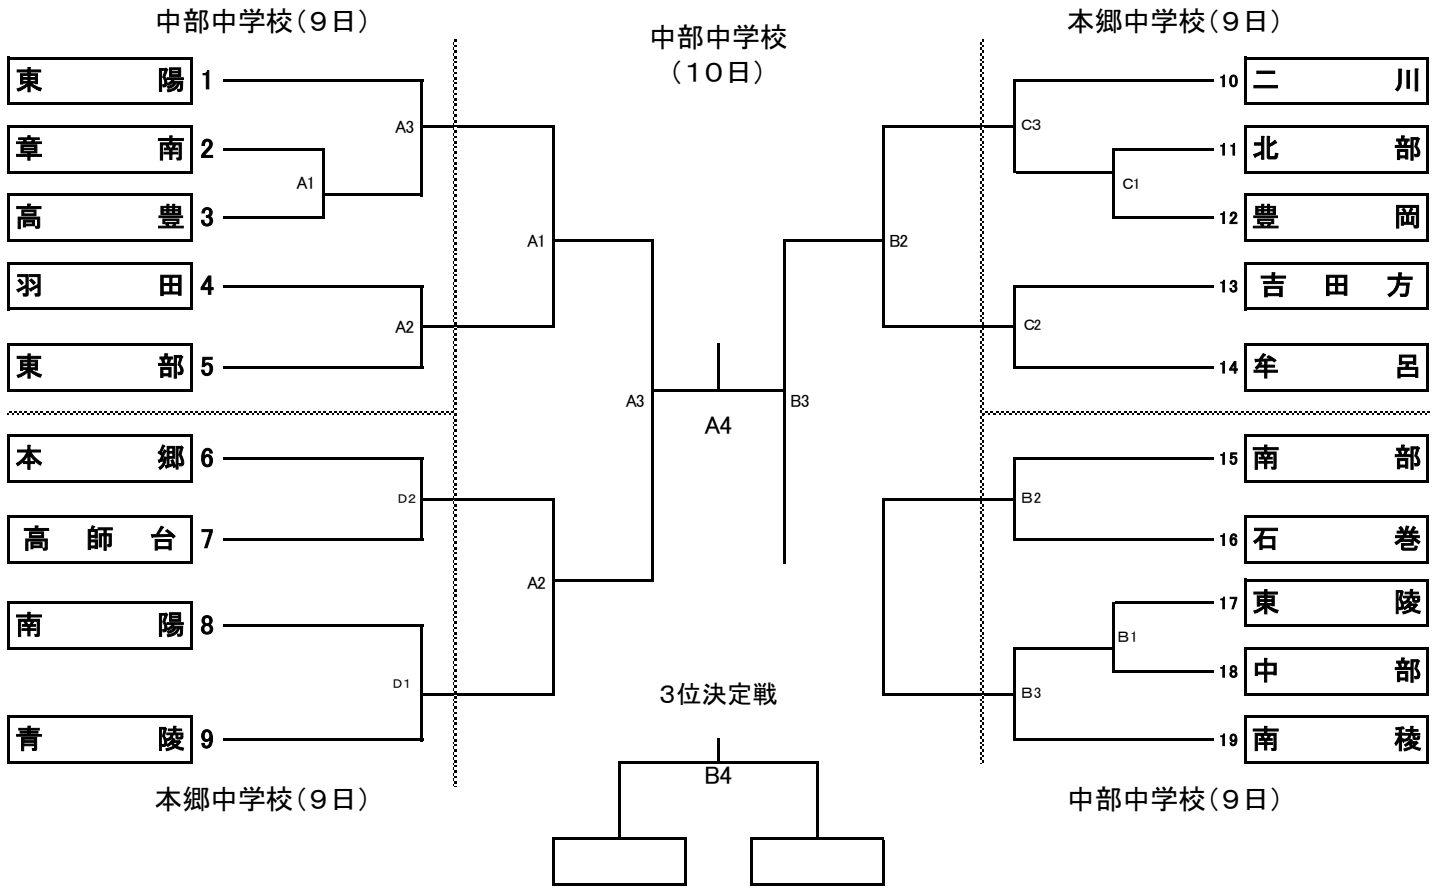 中部中学校（９日）
中部中学校
（１０日）
本郷中学校（９日）
東陽 1
章南 2
高豊 3
羽田 4
東部 5
本郷 6
高師台 7
南陽 8
青陵 9
A3
A1
A2
D2
D1
A1
A2
A3
A4
B3
B2
C3
C1
C2
B2
B1
B3
10 二川
11 北部
12 豊岡
13 吉田方
14 牟呂
15 南部
16 石巻
17 東陵
18 中部
19 南稜
３位決定戦
B4
本郷中学校（９日）
中部中学校（９日）